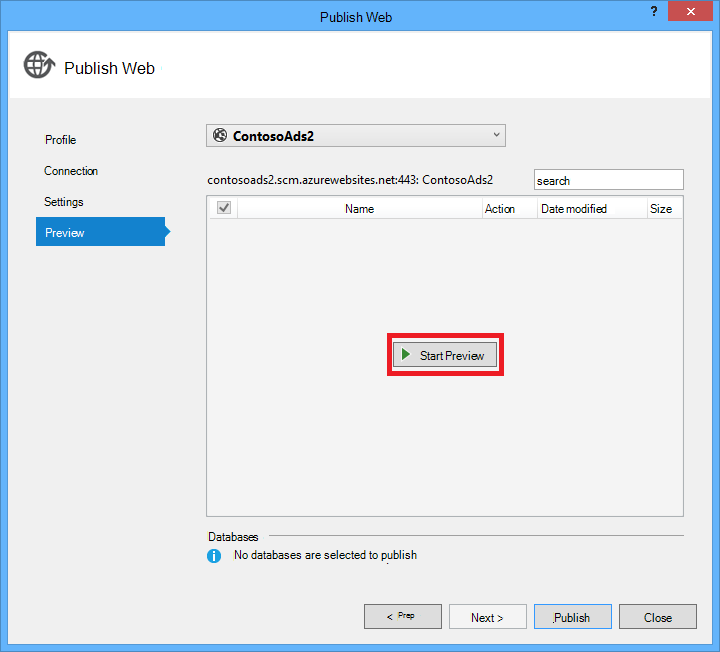 Publish Web
?
Publish Web
Profile
Connection
Settings
Preview
ContosoAds2
contosoads2.scm.azurewebsites.net:443: ContosoAds2
search
Name Action Date modified Size
Start Preview
Databases
No databases are selected to publish
< Prep Next > .Publish Close